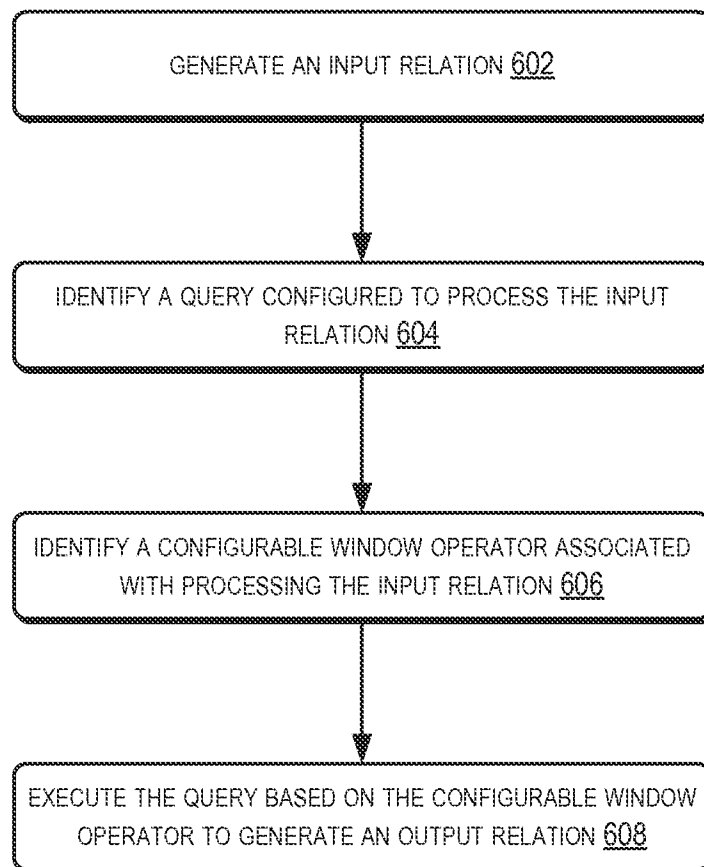 GENERATE AN INPUT RELATION 602
IDENTIFY A QUERY CONFIGURED TO PROCESS THE INPUT
RELATION 604
IDENTIFY A CONFIGURABLE WINDOW OPERATOR ASSOCIATED
WITH PROCESSING THE INPUT RELATION 606
EXECUTE THE QUERY BASED ON THE CONFIGURABLE WINDOW
OPERATOR TO GENERATE AN OUTPUT RELATION 608